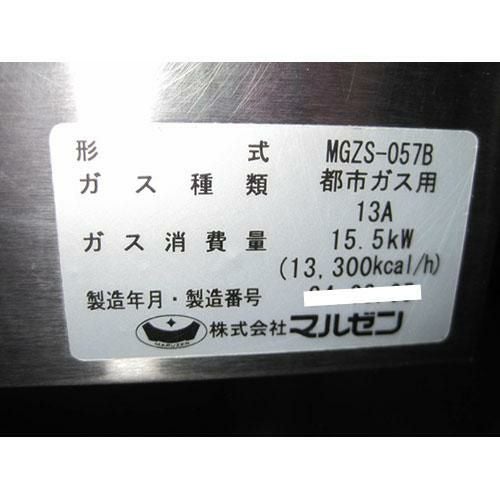 形式 MGZS-057B
ガス種類 都市ガス用
13A
ガス消費量 15.5kW
(13,300kcal/h)
製造年月・製造番号
MARUZEN 株式会社マルゼン